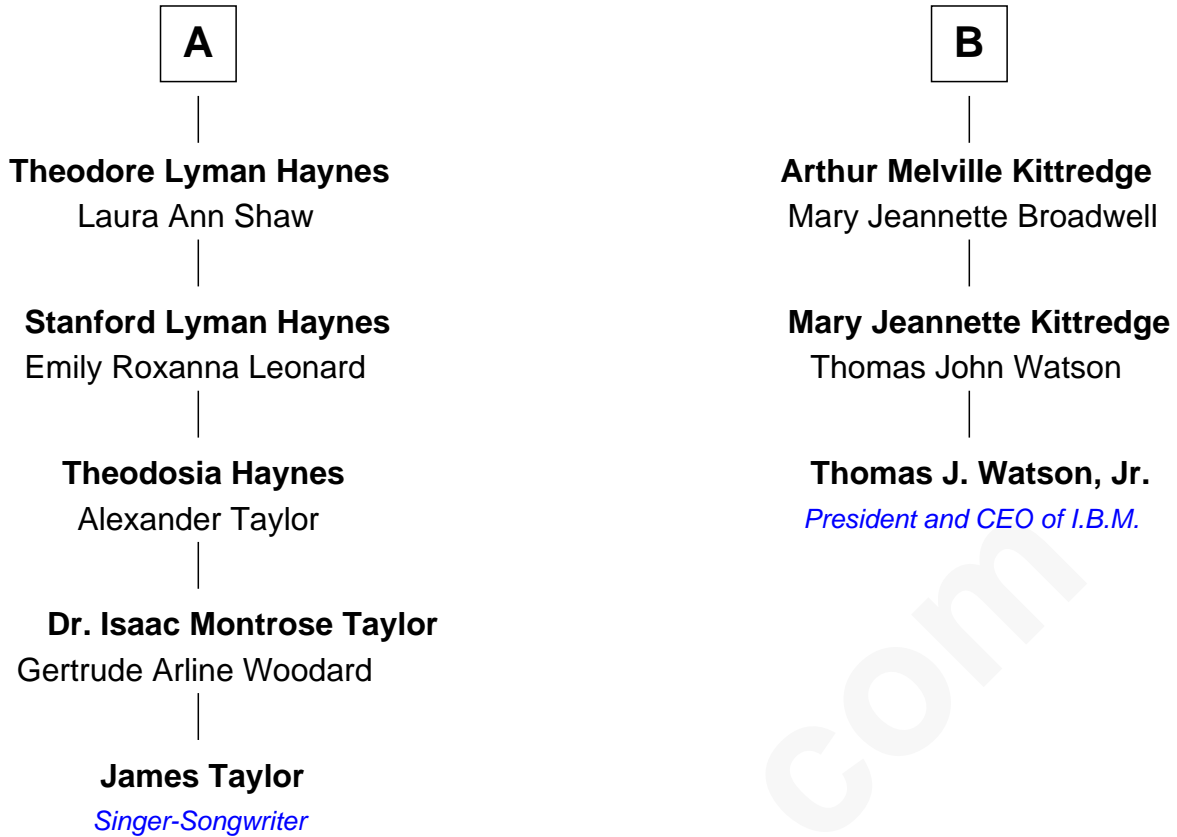 A
Theodore Lyman Haynes
Laura Ann Shaw
Stanford Lyman Haynes
Emily Roxanna Leonard
Theodosia Haynes
Alexander Taylor
Dr. Isaac Montrose Taylor
Gertrude Arline Woodard
James Taylor
Singer-Songwriter
B
Arthur Melville Kittredge
Mary Jeannette Broadwell
Mary Jeannette Kittredge
Thomas John Watson
Thomas J. Watson, Jr.
President and CEO of I.B.M.
com